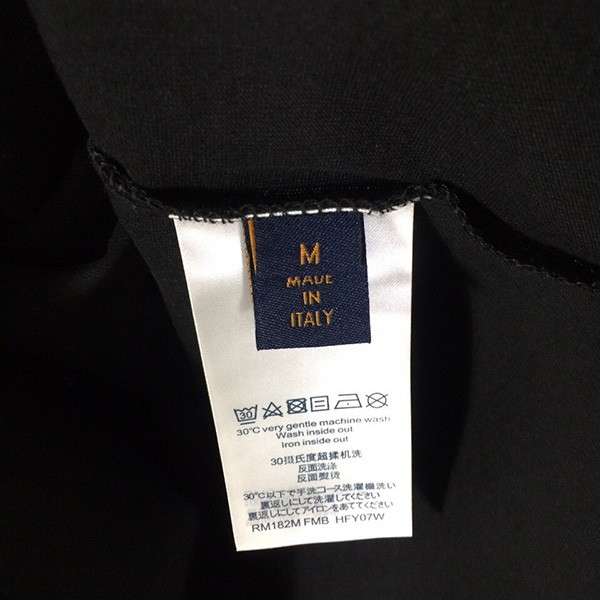 M
MADE
IN
ITALY
30
30°C very gentle machine wash
Wash inside out
Iron inside out
30摄氏度超揉机洗
反面洗涤
反面熨烫
30℃以下で手洗コース洗濯機洗い
裏返しにして洗濯してください
裏返しにしてアイロンをあててください
RM182M FMB HFY07W